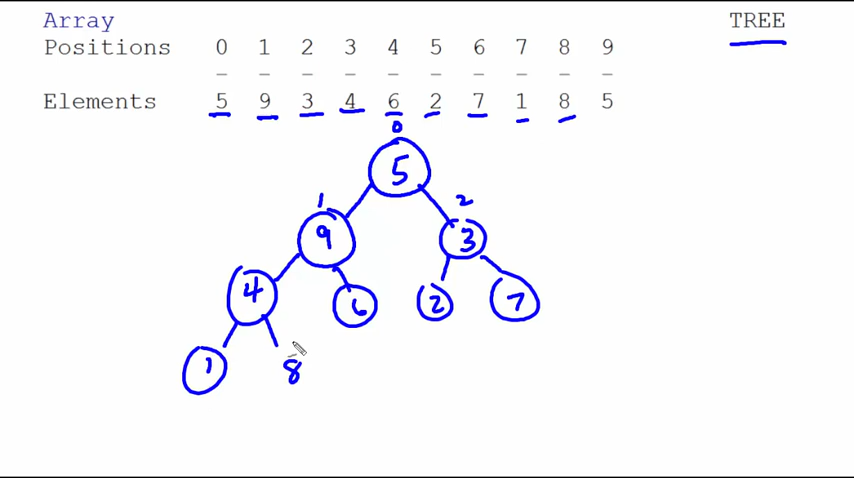 Array
TREE
Positions 0 1 2 3 4 5 6 7 8 9
- - - - - - - - - -
Elements 5 9 3 4 6 2 7 1 8 5
0
5
1 2
9 3
4 6 2 7
1 8